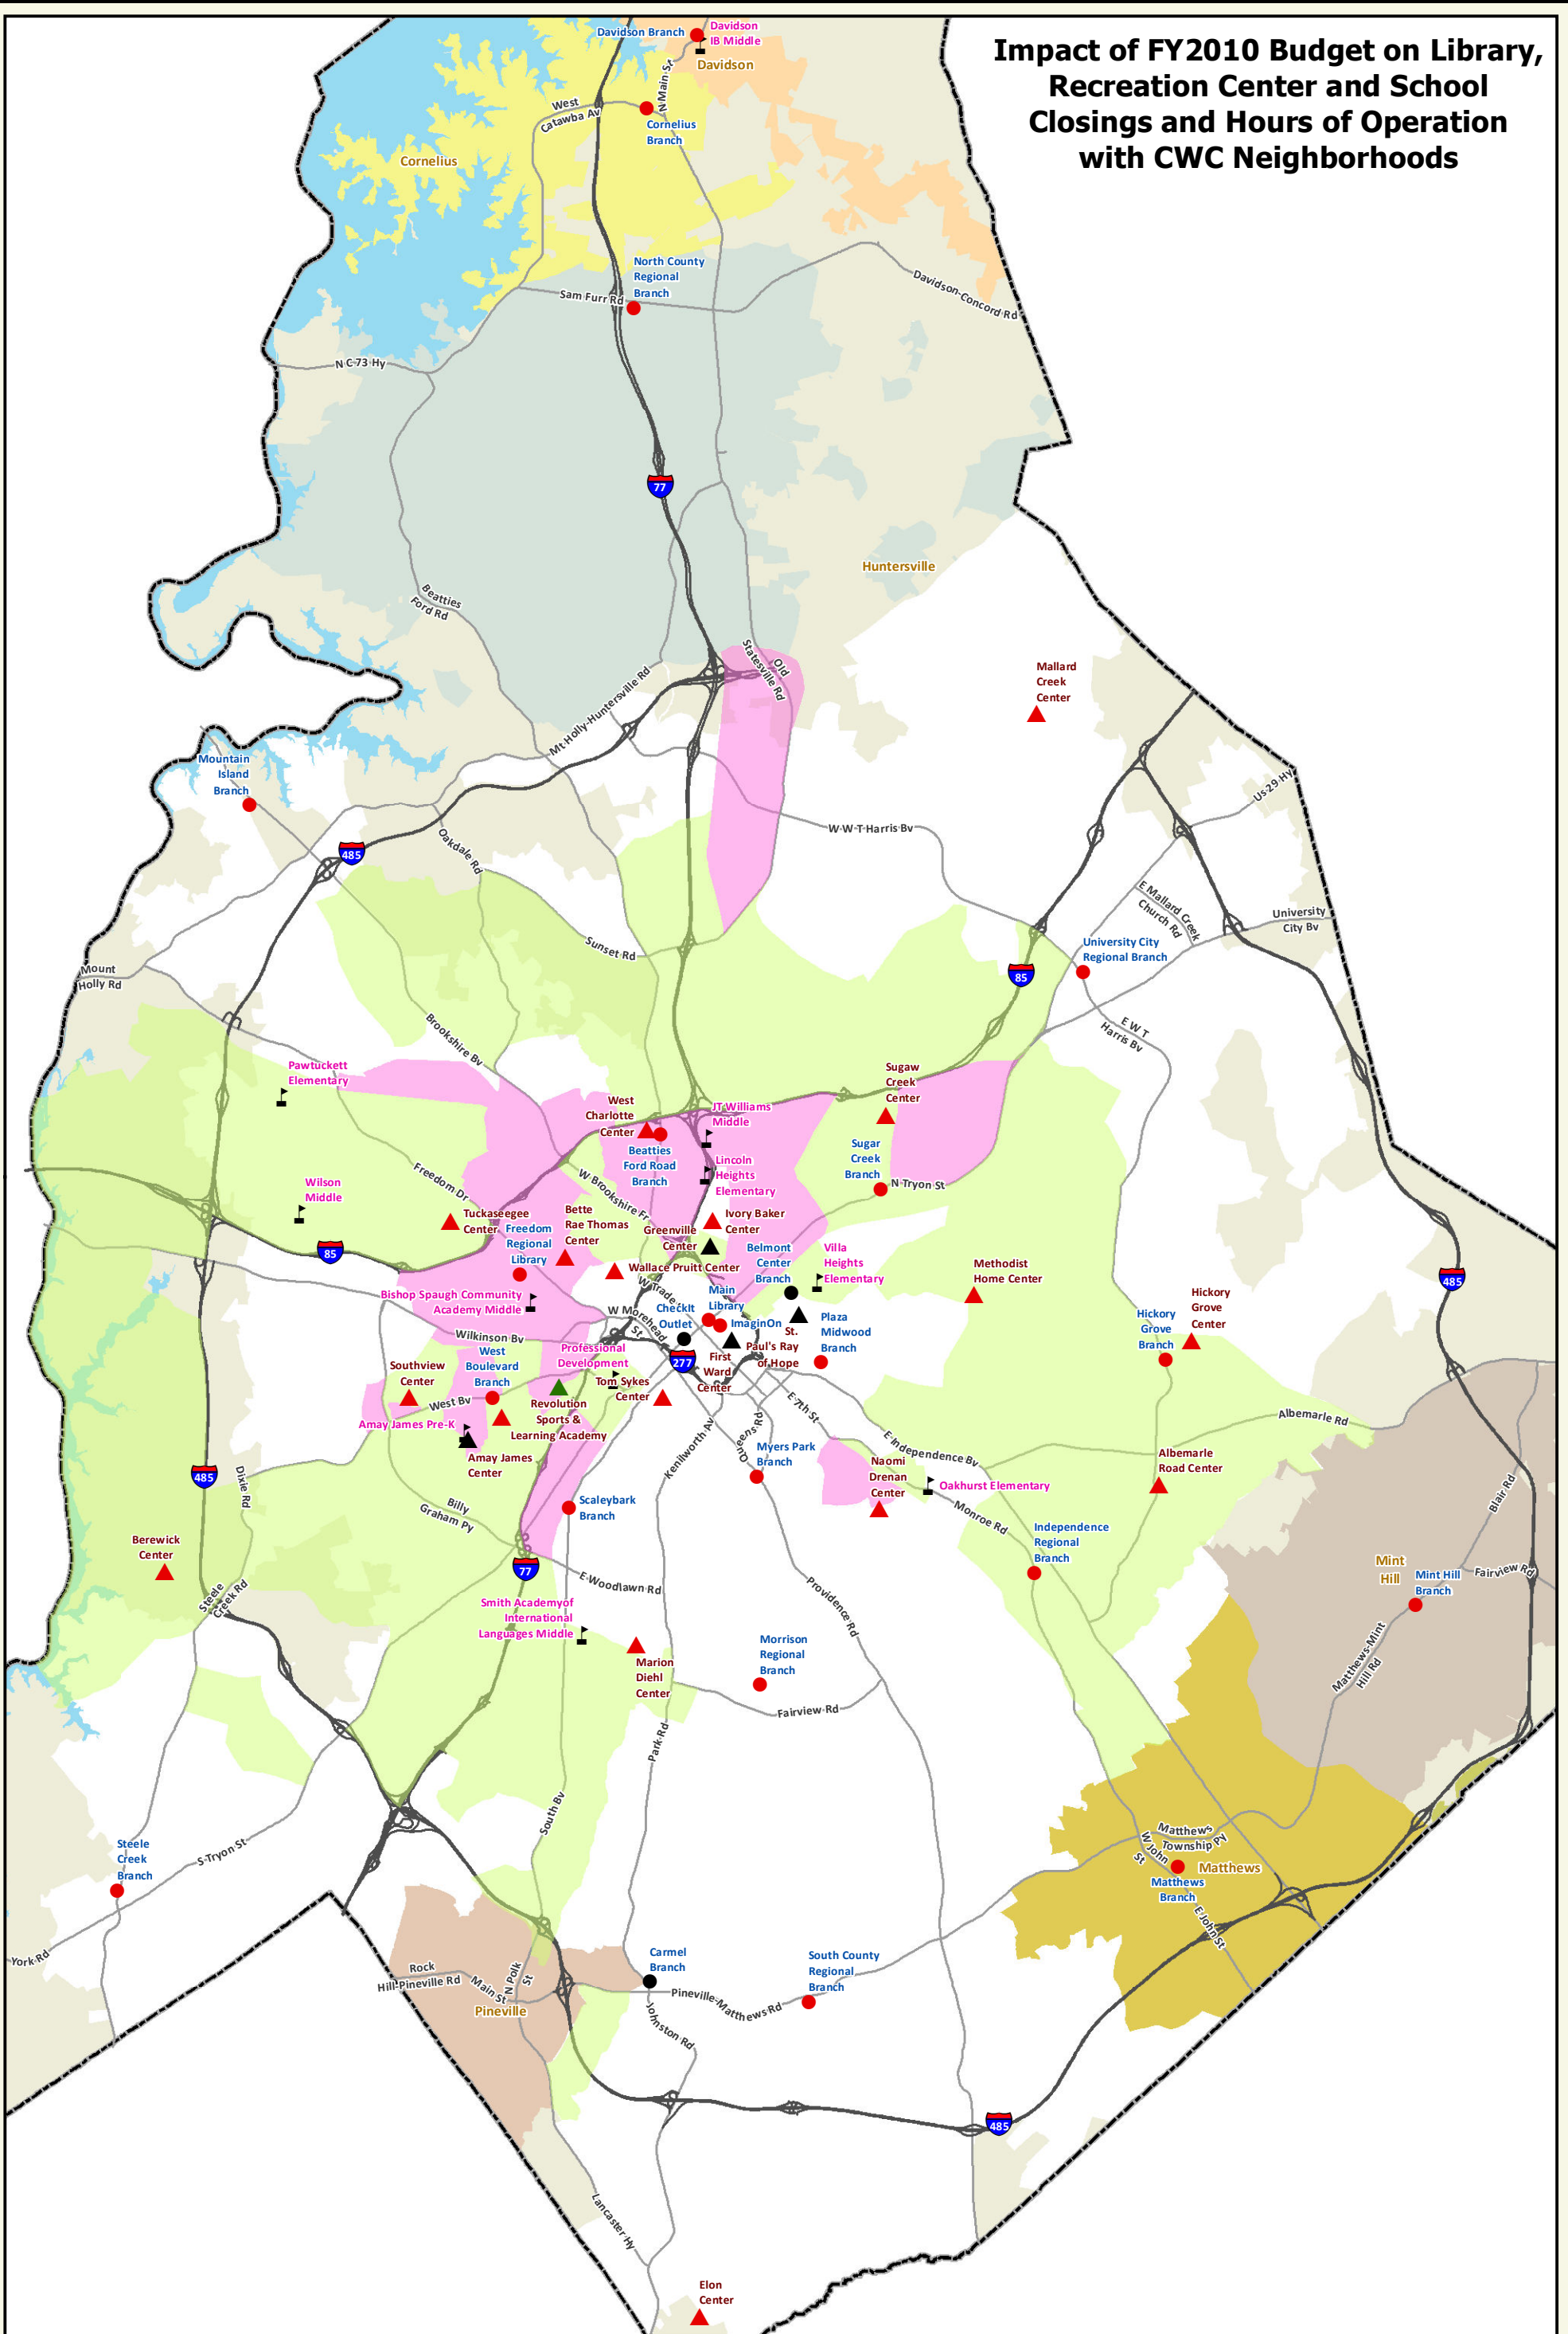 Impact of FY2010 Budget on Library,
Recreation Center and School
Closings and Hours of Operation
with CWC Neighborhoods
Davidson Branch
Davidson
IB Middle
Davidson
N Main St
West
Catawba Av
Cornelius
Branch
Cornelius
North County
Regional
Branch
Sam Furr Rd
Davidson-Concord Rd
N C 73 Hy
77
Huntersville
Beatties
Ford Rd
Old
Statesville Rd
Mt Holly-Huntersville Rd
Mallard
Creek
Center
Mountain
Island
Branch
Us 29 Hy
W W T Harris Bv
485
Oakdale Rd
E Mallard Creek
Church Rd
University
City Bv
Sunset Rd
University City
Regional Branch
85
Mount
Holly Rd
E W T
Harris Bv
Brookshire Bv
Pawtuckett
Elementary
Sugaw
Creek
Center
West
Charlotte
Center
JT Williams
Middle
Beatties
Ford Road
Branch
Sugar
Creek
Branch
Lincoln
Heights
Elementary
N Tryon St
Freedom Dr
W Brookshire Fr
Wilson
Middle
Tuckaseegee
Center
Bette
Rae Thomas
Center
Ivory Baker
Center
Freedom
Regional
Library
Greenville
Center
85
Belmont
Center
Branch
Villa
Heights
Elementary
Methodist
Home Center
Wallace Pruitt Center
485
W Trade
Bishop Spaugh Community
Academy Middle
Main
Library
CheckIt
Outlet
ImaginOn
W Morehead
St
Hickory
Grove
Center
Hickory
Grove
Branch
Plaza
Midwood
Branch
St.
Paul's Ray
of Hope
Wilkinson Bv
West
Boulevard
Branch
Professional
Development
277
First
Ward
Center
Southview
Center
Tom Sykes
Center
West Bv
Revolution
Sports &
Learning Academy
E 7th St
Amay James Pre-K
Albemarle Rd
Kenilworth Av
Queens Rd
E Independence Bv
Amay James
Center
Myers Park
Branch
Naomi
Drenan
Center
Albemarle
Road Center
485
Dixie Rd
Oakhurst Elementary
Blair Rd
Billy
Graham Py
Scaleybark
Branch
Monroe Rd
Independence
Regional
Branch
Berewick
Center
77
Mint
Hill
Mint Hill
Branch
Fairview Rd
E Woodlawn Rd
Steele
Creek Rd
Providence Rd
Smith Academyof
International
Languages Middle
Marion
Diehl
Center
Morrison
Regional
Branch
Matthews-Mint
Hill Rd
Fairview Rd
Park Rd
South Bv
Steele
Creek
Branch
S Tryon St
Matthews
Township Py
W John
St
Matthews
Matthews
Branch
E John St
York Rd
Carmel
Branch
South County
Regional
Branch
Rock
Hill-Pineville Rd
Main St
N Polk
St
Pineville
Pineville-Matthews Rd
Johnston Rd
485
Lancaster Hy
Elon
Center